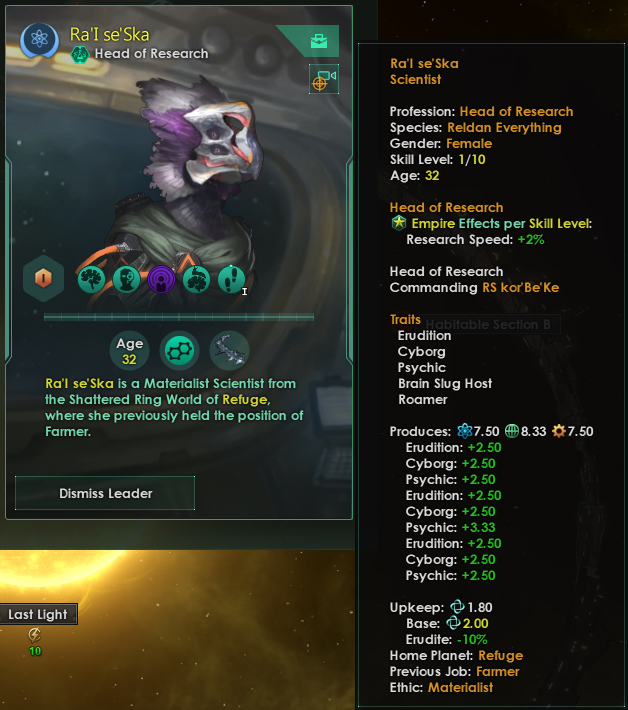 Ra'I se'Ska
Head of Research
I
I
Age
32
Ra'I se'Ska is a Materialist Scientist from
the Shattered Ring World of Refuge,
where she previously held the position of
Farmer.
Dismiss Leader
Last Light
10
Ra'I se'Ska
Scientist
Profession: Head of Research
Species: Reldan Everything
Gender: Female
Skill Level: 1/10
Age: 32
Head of Research
Empire Effects per Skill Level:
Research Speed: +2%
Head of Research
Commanding RS kor'Be'Ke
Traits
Habitable Section B
Erudition
Cyborg
Psychic
Brain Slug Host
Roamer
Produces: 7.50 8.33 7.50
Erudition: +2.50
Cyborg: +2.50
Psychic: +2.50
Erudition: +2.50
Cyborg: +2.50
Psychic: +3.33
Erudition: +2.50
Cyborg: +2.50
Psychic: +2.50
Upkeep: 1.80
Base: 2.00
Erudite: -10%
Home Planet: Refuge
Previous Job: Farmer
Ethic: Materialist